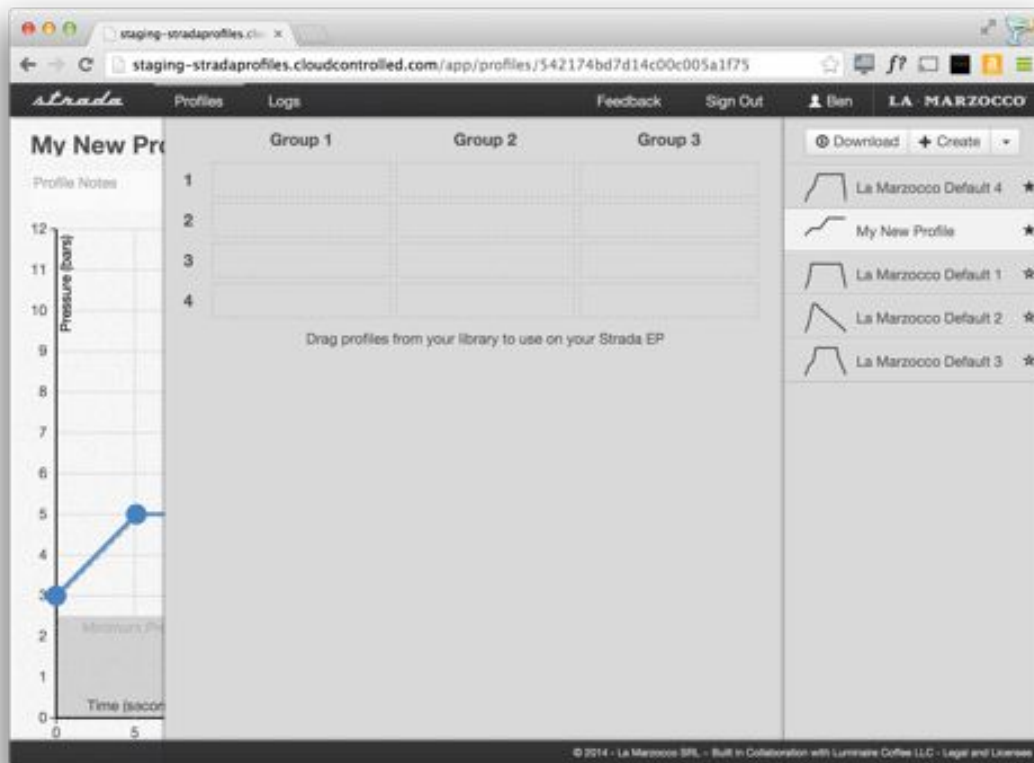 staging-stradaprofiles.clo
staging-stradaprofiles.cloudcontrolled.com/app/profiles/542174bd7d14c00c005a1f75
f?
strada
Profiles
Logs
Feedback
Sign Out
Ben
LA MARZOCCO
My New Pro
Profile Notes
12
11
10
9
8
7
6
5
4
3
2
1
0
Pressure (bars)
Minimum Pre
Time (secon
0
5
Group 1
Group 2
Group 3
1
2
3
4
Drag profiles from your library to use on your Strada EP
Download
Create
La Marzocco Default 4
My New Profile
La Marzocco Default 1
La Marzocco Default 2
La Marzocco Default 3
© 2014 - La Marzocco SRL - Built in Collaboration with Luminaire Coffee LLC - Legal and Licenses